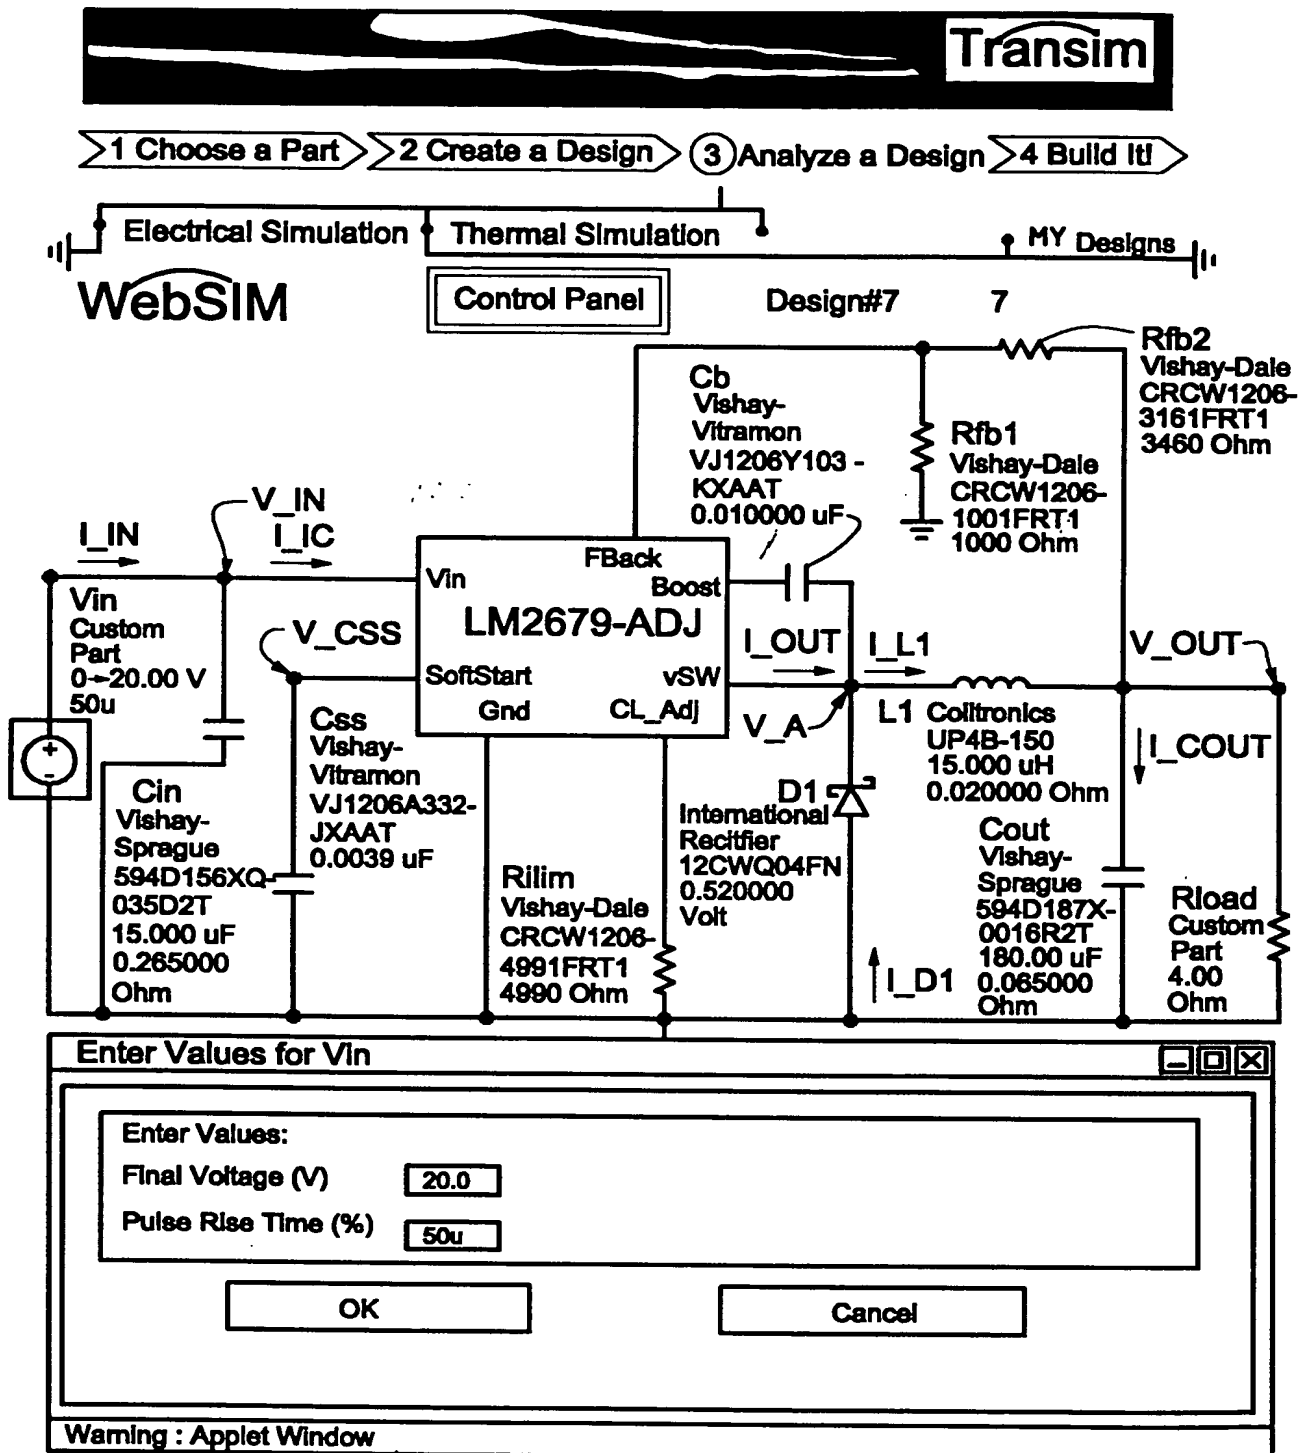 Transim
1 Choose a Part
2 Create a Design
3 Analyze a Design
4 Build It!
Electrical Simulation
Thermal Simulation
MY Designs
WebSIM
Control Panel
Design#7
7
Rfb2
Vishay-Dale
CRCW1206-
3161FRT1
3460 Ohm
Cb
Vishay-
Vitramon
VJ1206Y103 -
KXAAT
0.010000 uF
Rfb1
Vishay-Dale
CRCW1206-
1001FRT1
1000 Ohm
V_IN
I_IN
I_IC
Vin
Custom
Part
0→20.00 V
50u
+
-
V_CSS
Vin
FBack
Boost
LM2679-ADJ
SoftStart
vSW
Gnd
CL_Adj
I_OUT
I_L1
V_OUT
V_A
L1 Coiltronics
UP4B-150
15.000 uH
0.020000 Ohm
I_COUT
Css
Vishay-
Vitramon
VJ1206A332-
JXAAT
0.0039 uF
Cin
Vishay-
Sprague
594D156XQ-
035D2T
15.000 uF
0.265000
Ohm
Rilim
Vishay-Dale
CRCW1206-
4991FRT1
4990 Ohm
D1
International
Recitfier
12CWQ04FN
0.520000
Volt
I_D1
Cout
Vishay-
Sprague
594D187X-
0016R2T
180.00 uF
0.065000
Ohm
Rload
Custom
Part
4.00
Ohm
Enter Values for Vin
Enter Values:
Final Voltage (V)
20.0
Pulse Rise Time (%)
50u
OK
Cancel
Warning : Applet Window